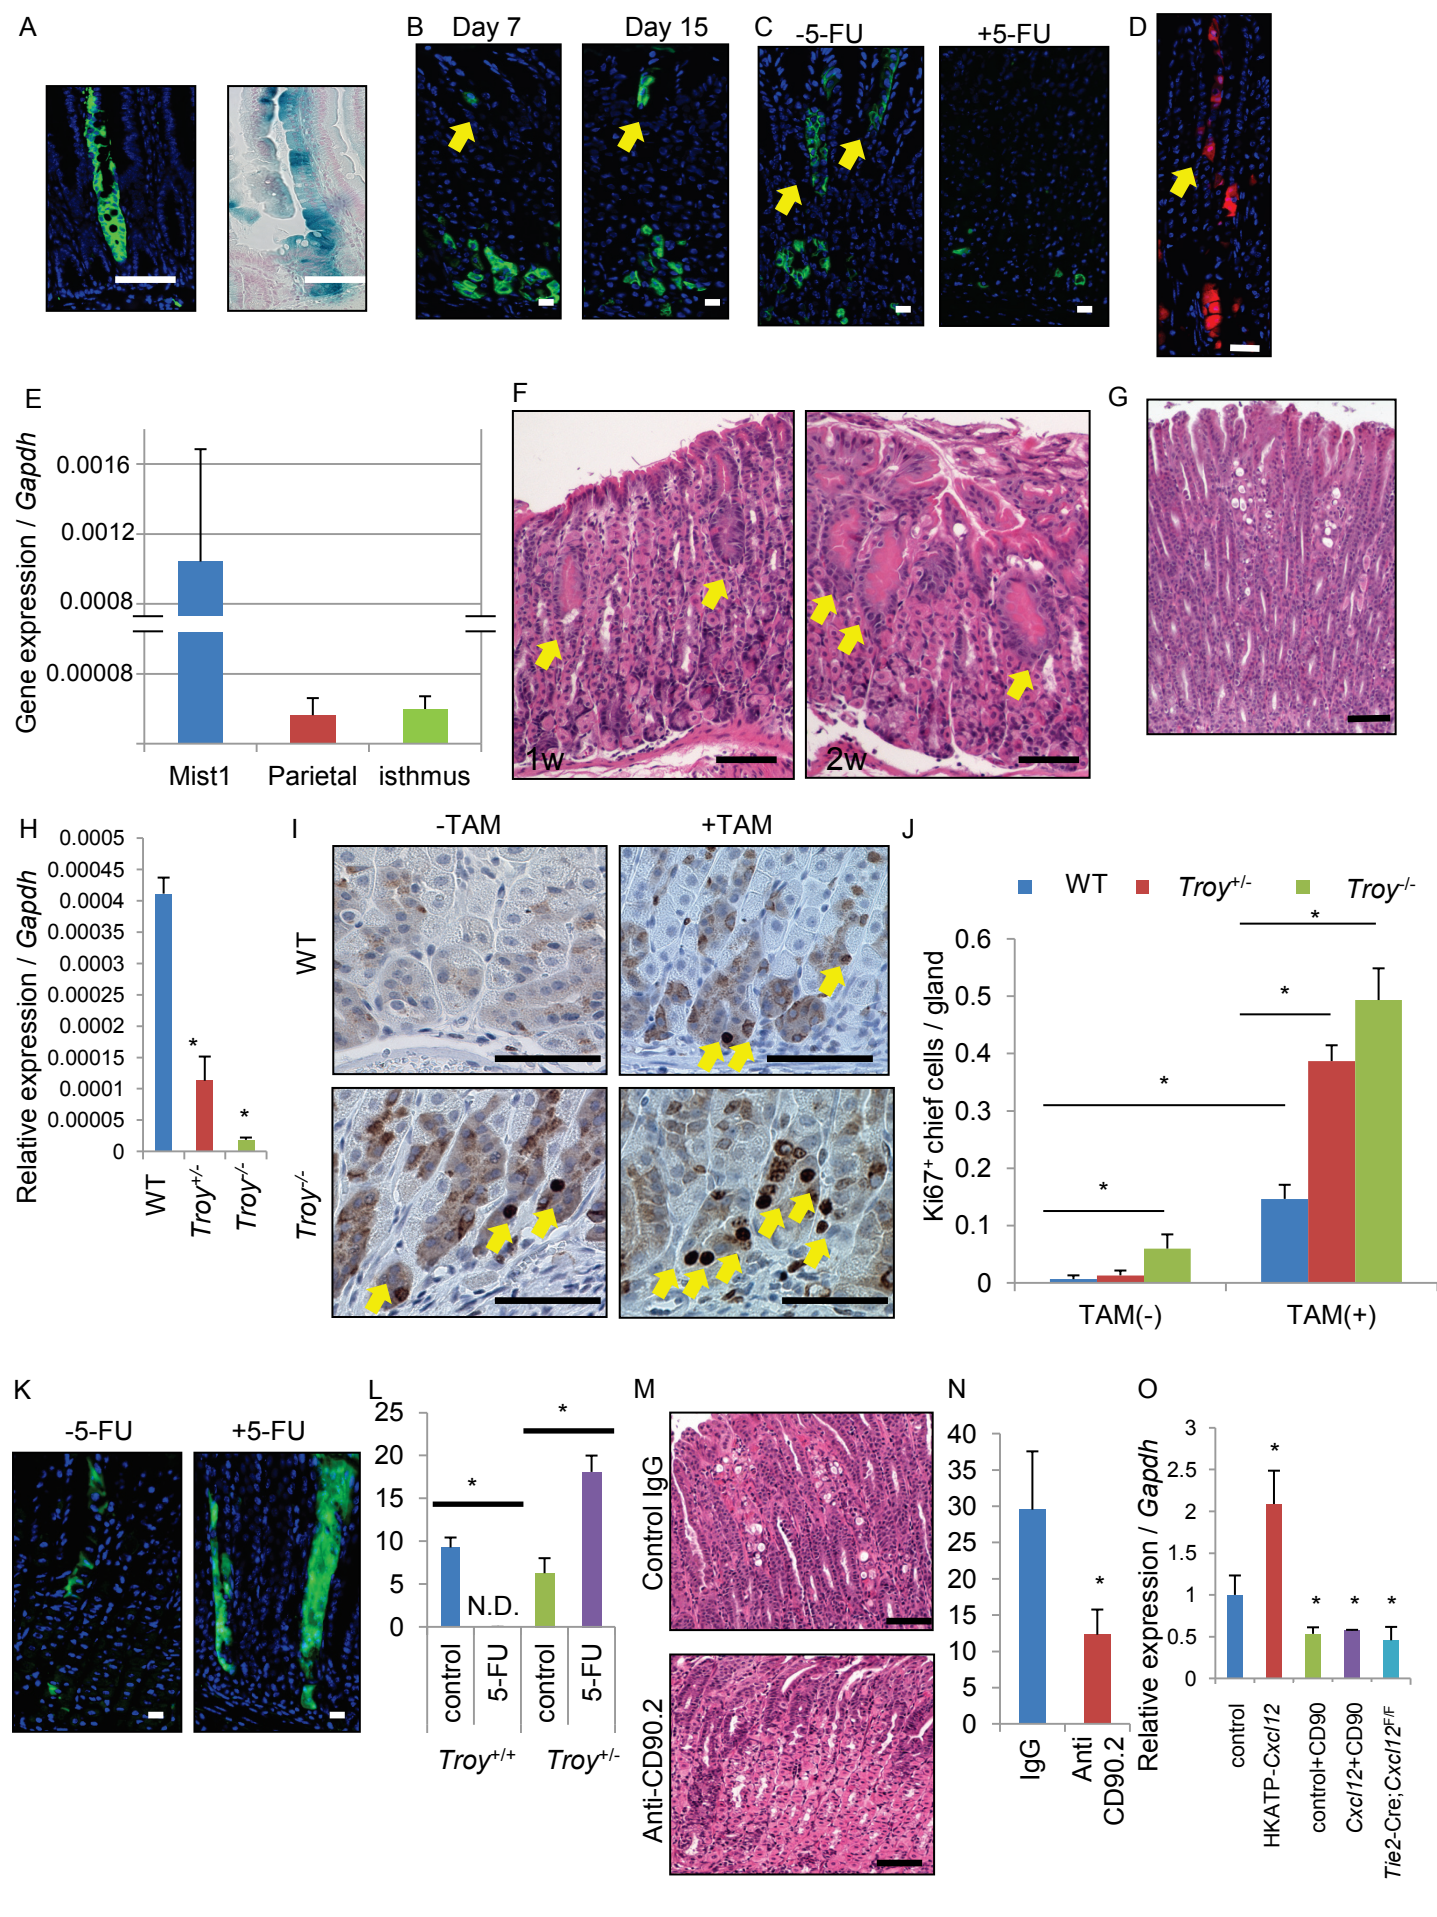 A
B Day 7 Day 15
C -5-FU +5-FU
D
E
Gene expression / Gapdh
0.0016
0.0012
0.0008
0.00008
Mist1 Parietal isthmus
F
1w 2w
G
H
Relative expression / Gapdh
0.0005
0.00045
0.0004
0.00035
0.0003
0.00025
0.0002
0.00015
0.0001
0.00005
0
* *
WT Troy+/- Troy-/-
I
-TAM +TAM
WT
Troy-/-
J
WT Troy+/- Troy-/-
Ki67+ chief cells / gland
0.6
0.5
0.4
0.3
0.2
0.1
0
* * * *
TAM(-) TAM(+)
K
-5-FU +5-FU
L
25
20
15
10
5
0
* *
N.D.
control 5-FU control 5-FU
Troy+/+ Troy+/-
M
Control IgG
Anti-CD90.2
N
40
35
30
25
20
15
10
5
0
*
IgG
Anti
CD90.2
O
Relative expression / Gapdh
3
2.5
2
1.5
1
0.5
0
* * * *
control
HKATP-Cxcl12
control+CD90
Cxcl12+CD90
Tie2-Cre;Cxcl12F/F